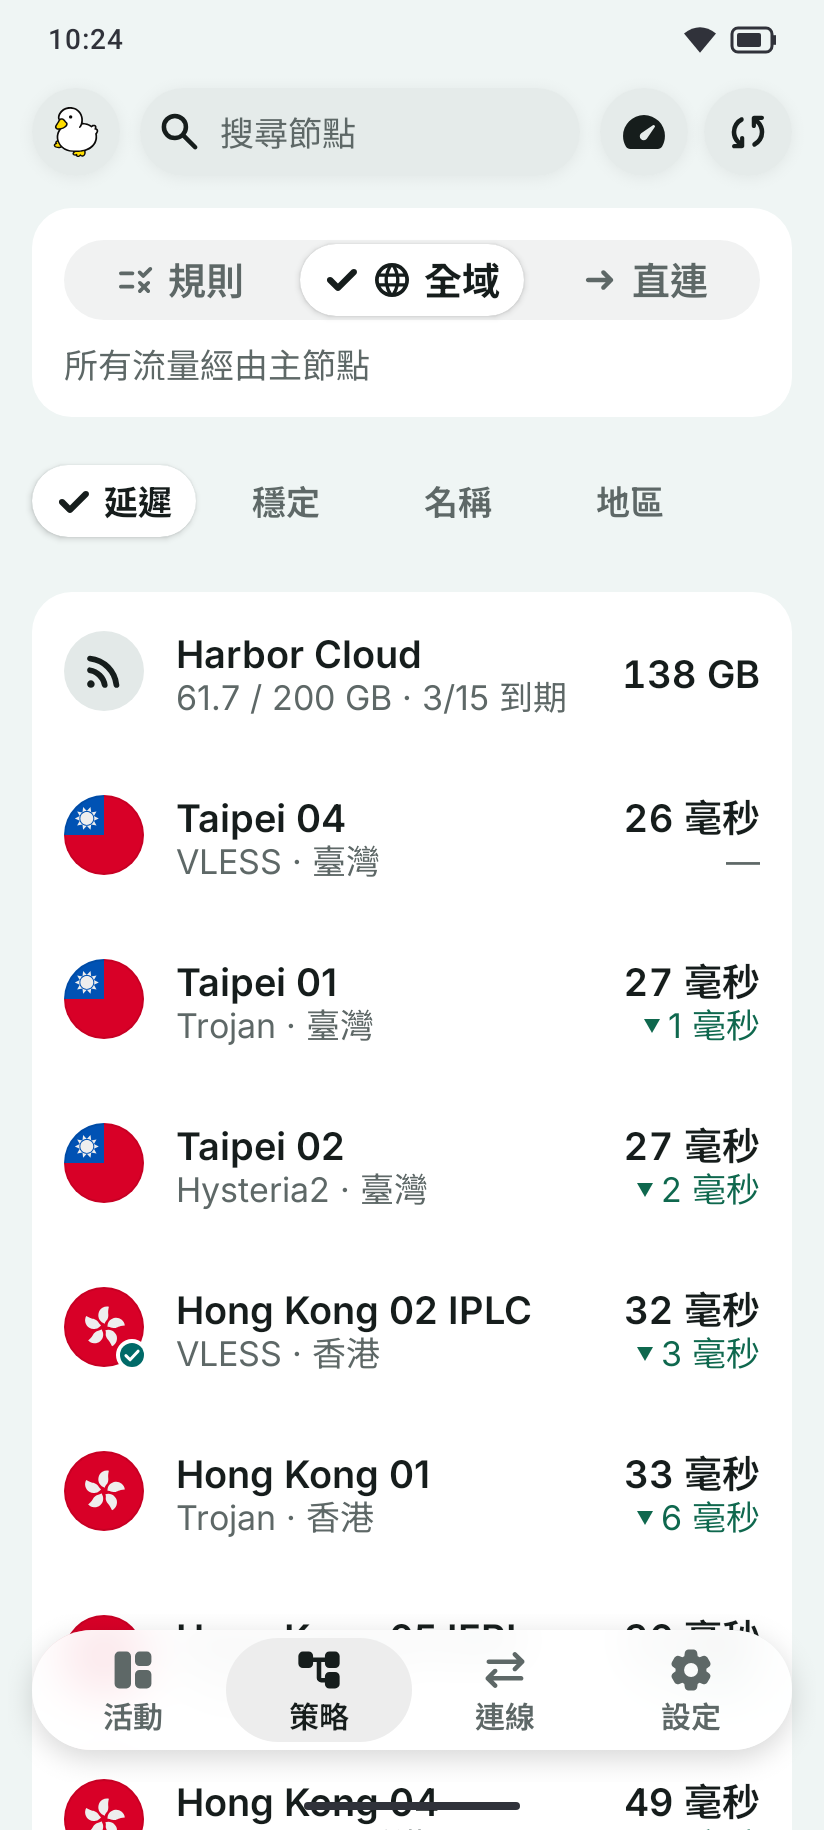 10:24
搜尋節點
規則
全域
直連
所有流量經由主節點
延遲
穩定
名稱
地區
Harbor Cloud
138 GB
61.7 / 200 GB · 3/15 到期
Taipei 04
26 毫秒
VLESS · 臺灣
—
Taipei 01
27 毫秒
Trojan · 臺灣
▼1 毫秒
Taipei 02
27 毫秒
Hysteria2 · 臺灣
▼2 毫秒
Hong Kong 02 IPLC
32 毫秒
VLESS · 香港
▼3 毫秒
Hong Kong 01
33 毫秒
Trojan · 香港
▼6 毫秒
活動
策略
連線
設定
Hong Kong 04
49 毫秒